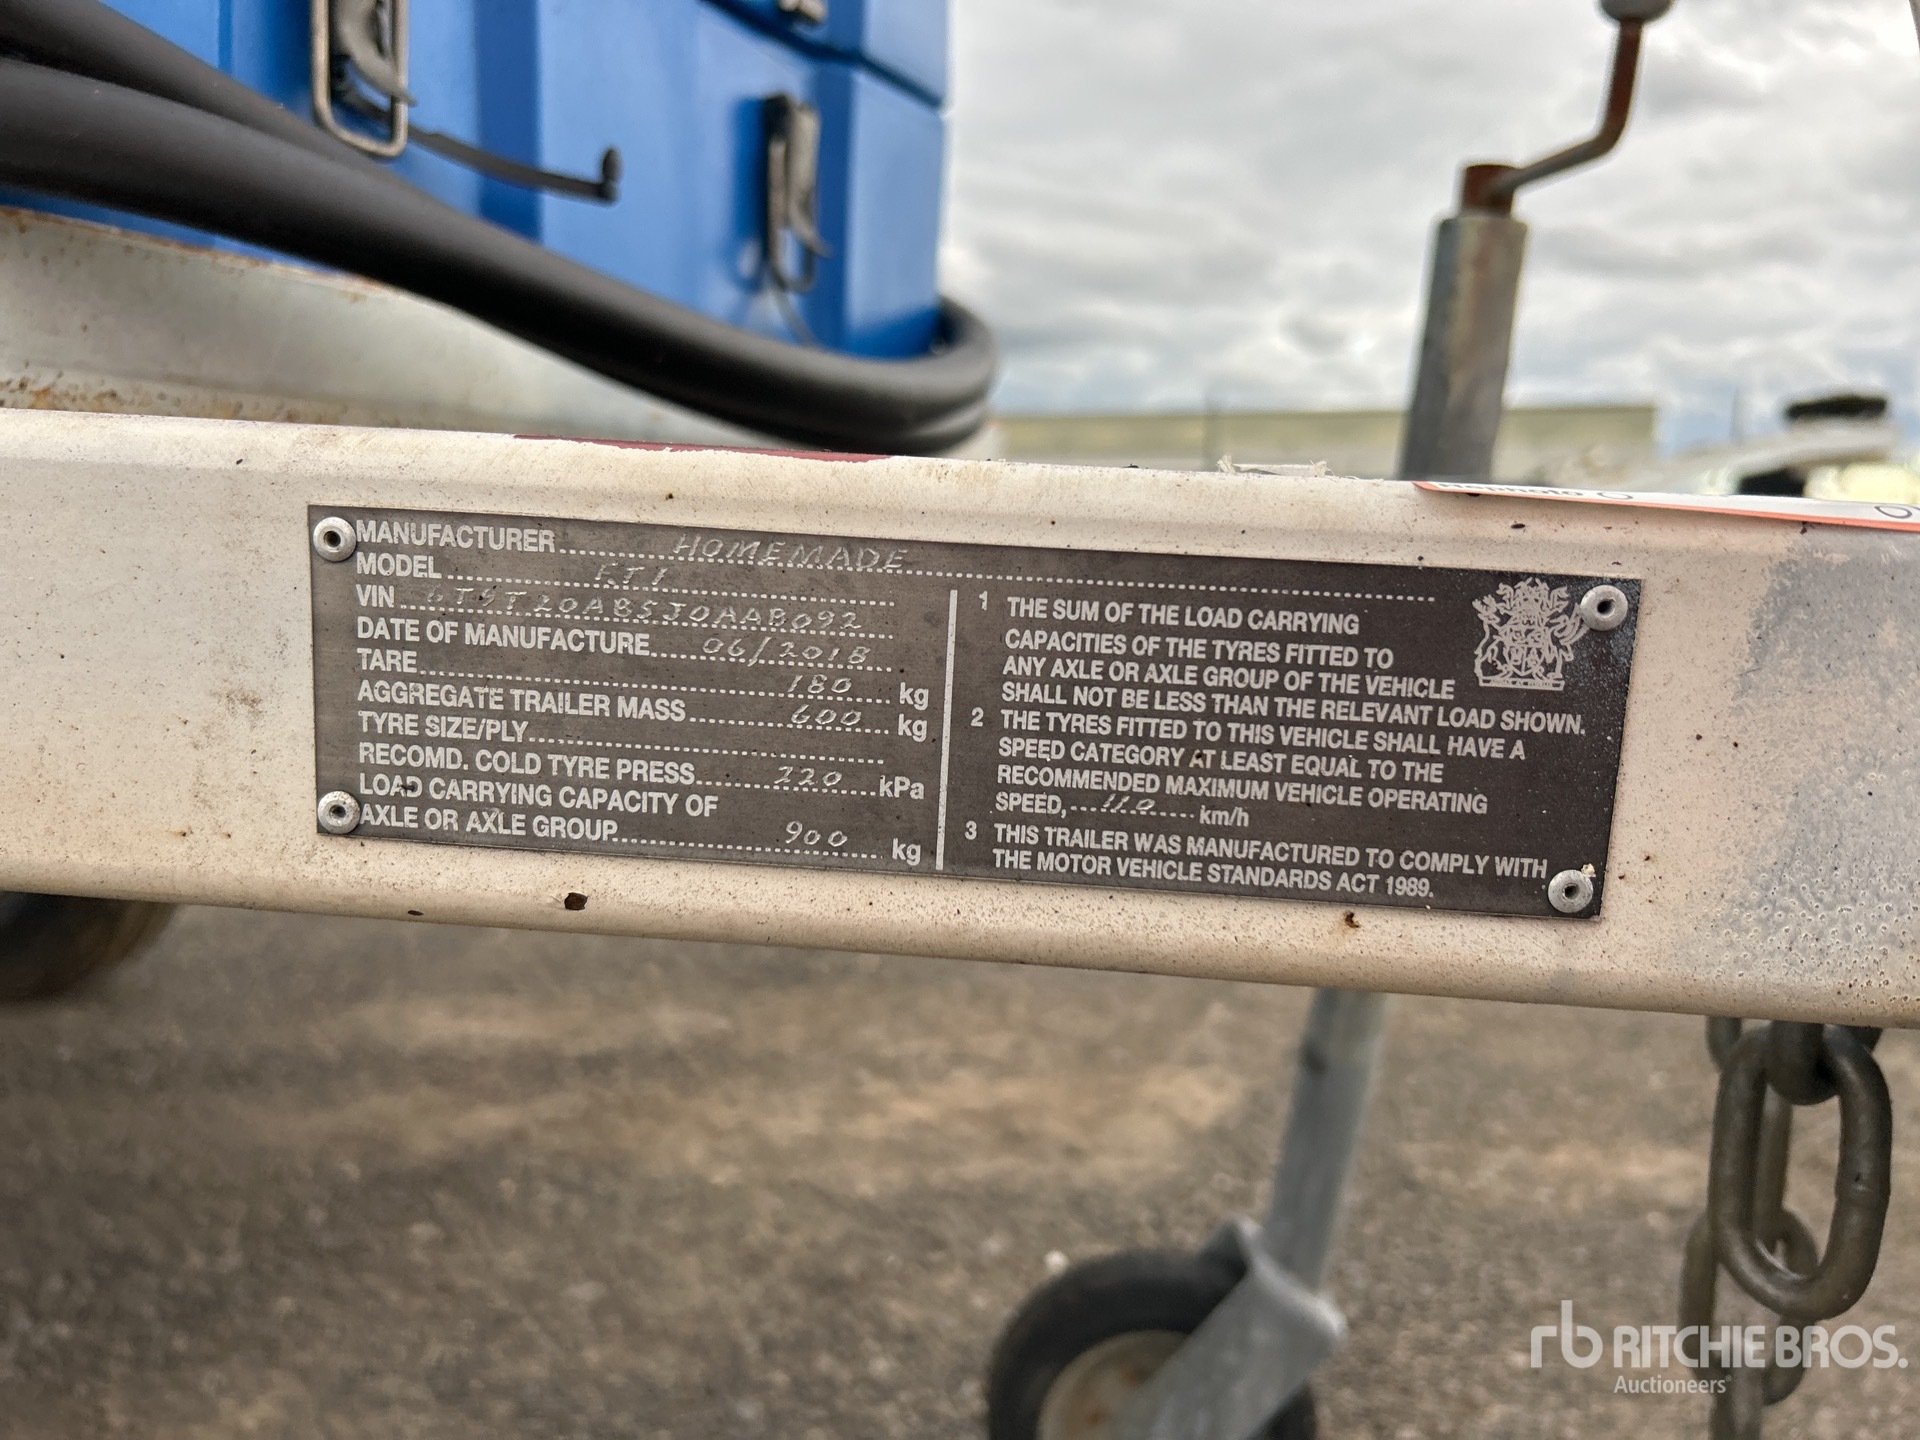 MANUFACTURER HOMEMADE
MODEL
VIN 6T9T20AB5J0AAB092
DATE OF MANUFACTURE 06/2018
TARE 180 kg
AGGREGATE TRAILER MASS 600 kg
TYRE SIZE/PLY
RECOMD. COLD TYRE PRESS 220 kPa
LOAD CARRYING CAPACITY OF
AXLE OR AXLE GROUP 900 kg
1 THE SUM OF THE LOAD CARRYING
CAPACITIES OF THE TYRES FITTED TO
ANY AXLE OR AXLE GROUP OF THE VEHICLE
SHALL NOT BE LESS THAN THE RELEVANT LOAD SHOWN.
2 THE TYRES FITTED TO THIS VEHICLE SHALL HAVE A
SPEED CATEGORY AT LEAST EQUAL TO THE
RECOMMENDED MAXIMUM VEHICLE OPERATING
SPEED, 110 km/h
3 THIS TRAILER WAS MANUFACTURED TO COMPLY WITH
THE MOTOR VEHICLE STANDARDS ACT 1989.
rb RITCHIE BROS.
Auctioneers